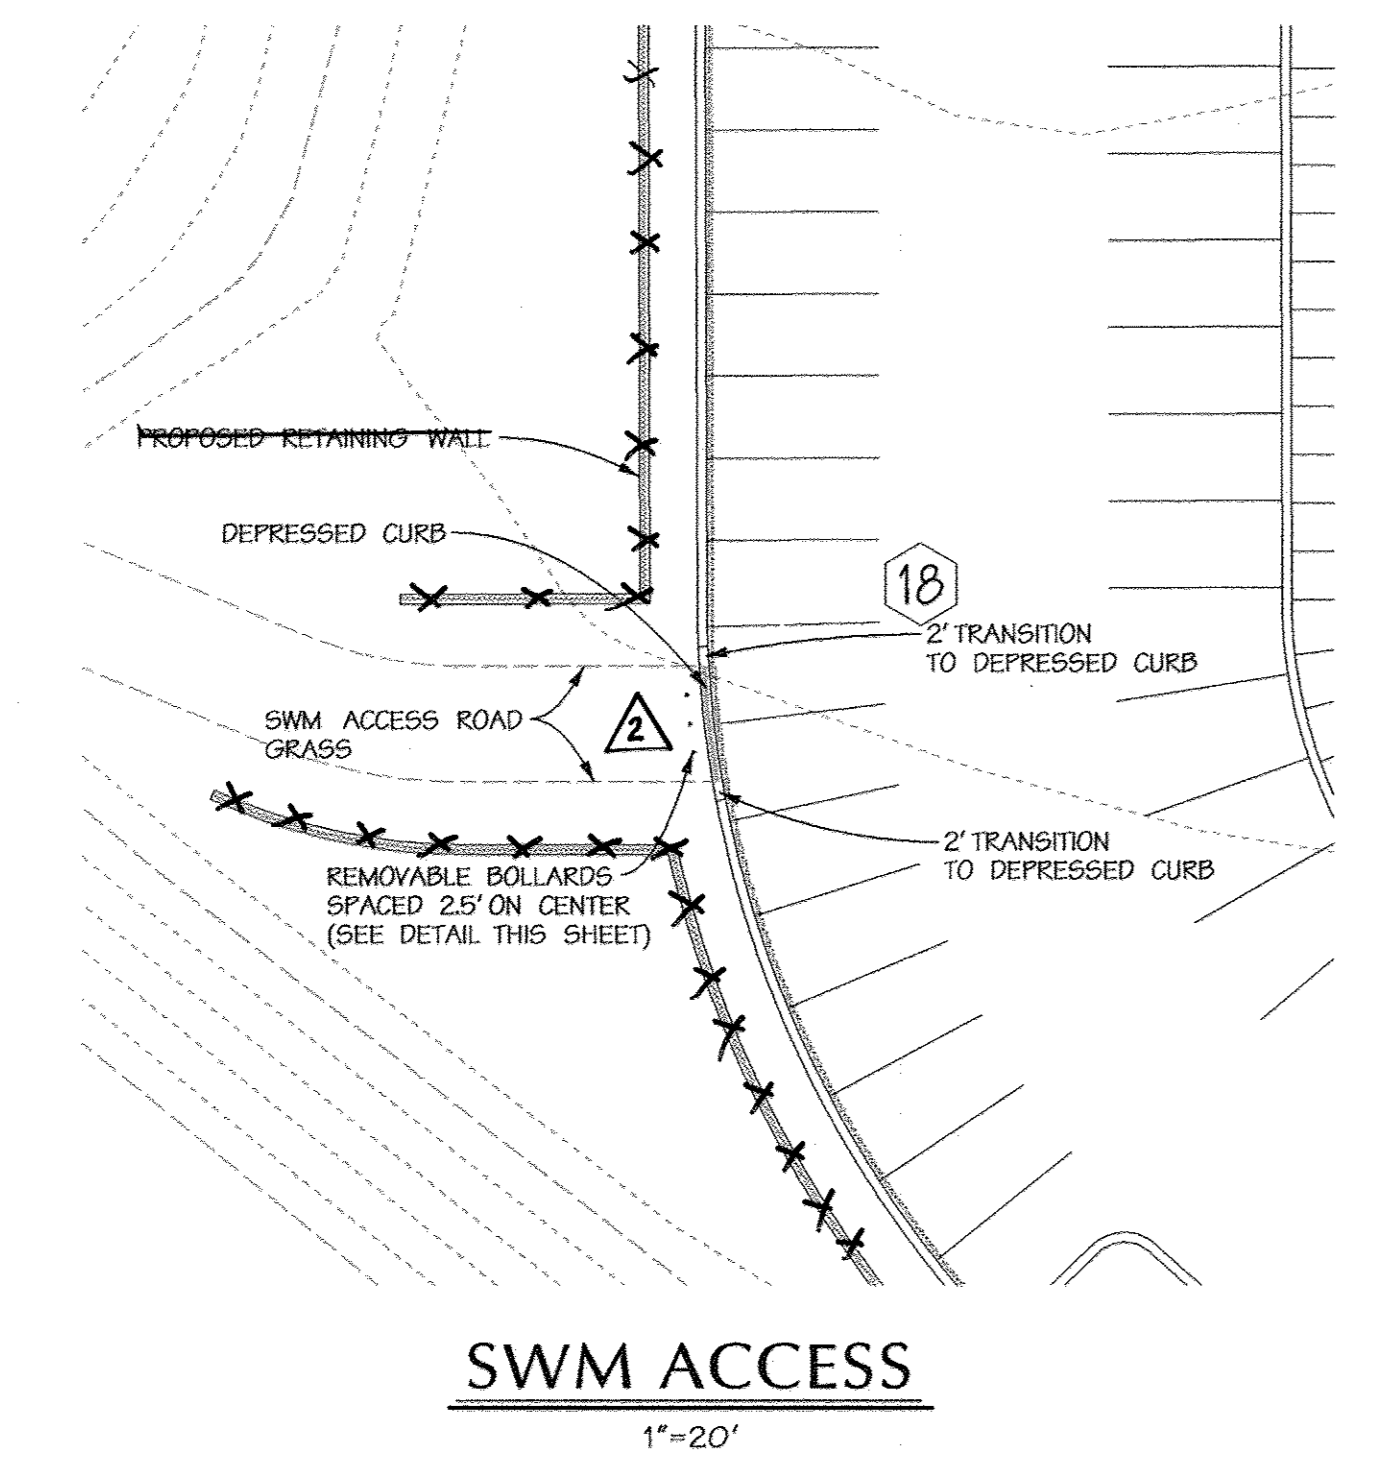 PROPOSED RETAINING WALL
DEPRESSED CURB
18
2' TRANSITION
TO DEPRESSED CURB
SWM ACCESS ROAD
GRASS
2
2' TRANSITION
TO DEPRESSED CURB
REMOVABLE BOLLARDS
SPACED 2.5' ON CENTER
(SEE DETAIL THIS SHEET)
SWM ACCESS
1"=20'